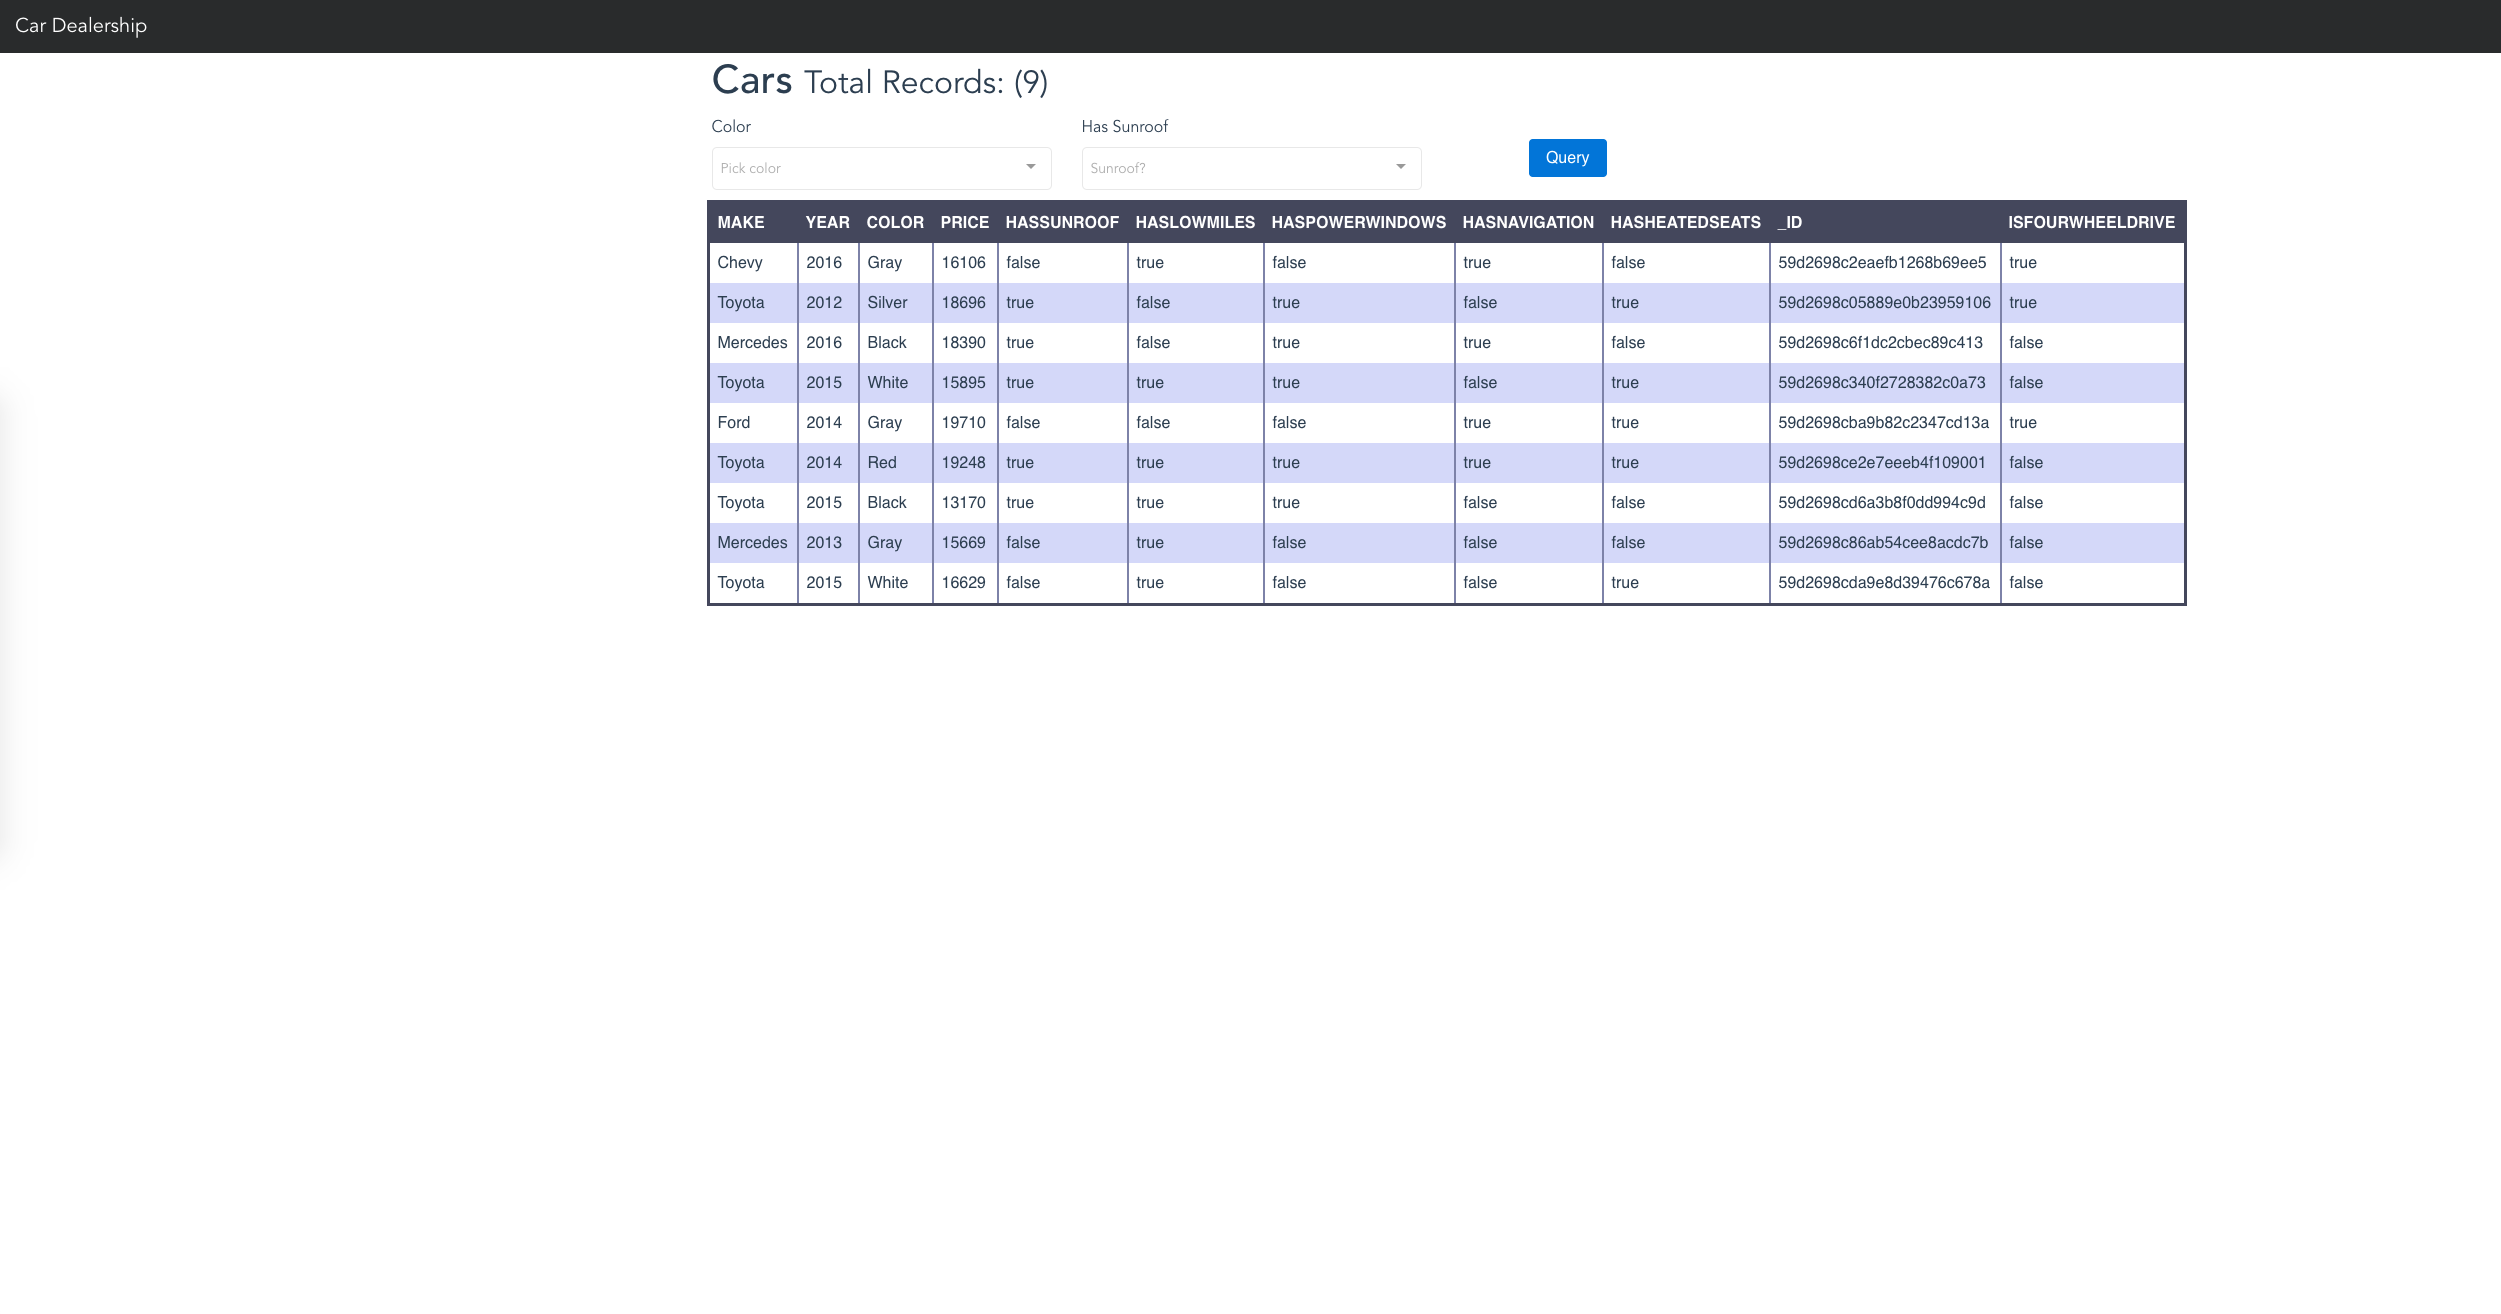 Car Dealership
Cars Total Records: (9)
Color Has Sunroof
Pick color Sunroof? Query
MAKE YEAR COLOR PRICE HASSUNROOF HASLOWMILES HASPOWERWINDOWS HASNAVIGATION HASHEATEDSEATS _ID ISFOURWHEELDRIVE
Chevy 2016 Gray 16106 false true false true false 59d2698c2eaefb1268b69ee5 true
Toyota 2012 Silver 18696 true false true false true 59d2698c05889e0b23959106 true
Mercedes 2016 Black 18390 true false true true false 59d2698c6f1dc2cbec89c413 false
Toyota 2015 White 15895 true true true false true 59d2698c340f2728382c0a73 false
Ford 2014 Gray 19710 false false false true true 59d2698cba9b82c2347cd13a true
Toyota 2014 Red 19248 true true true true true 59d2698ce2e7eeeb4f109001 false
Toyota 2015 Black 13170 true true true false false 59d2698cd6a3b8f0dd994c9d false
Mercedes 2013 Gray 15669 false true false false false 59d2698c86ab54cee8acdc7b false
Toyota 2015 White 16629 false true false false true 59d2698cda9e8d39476c678a false